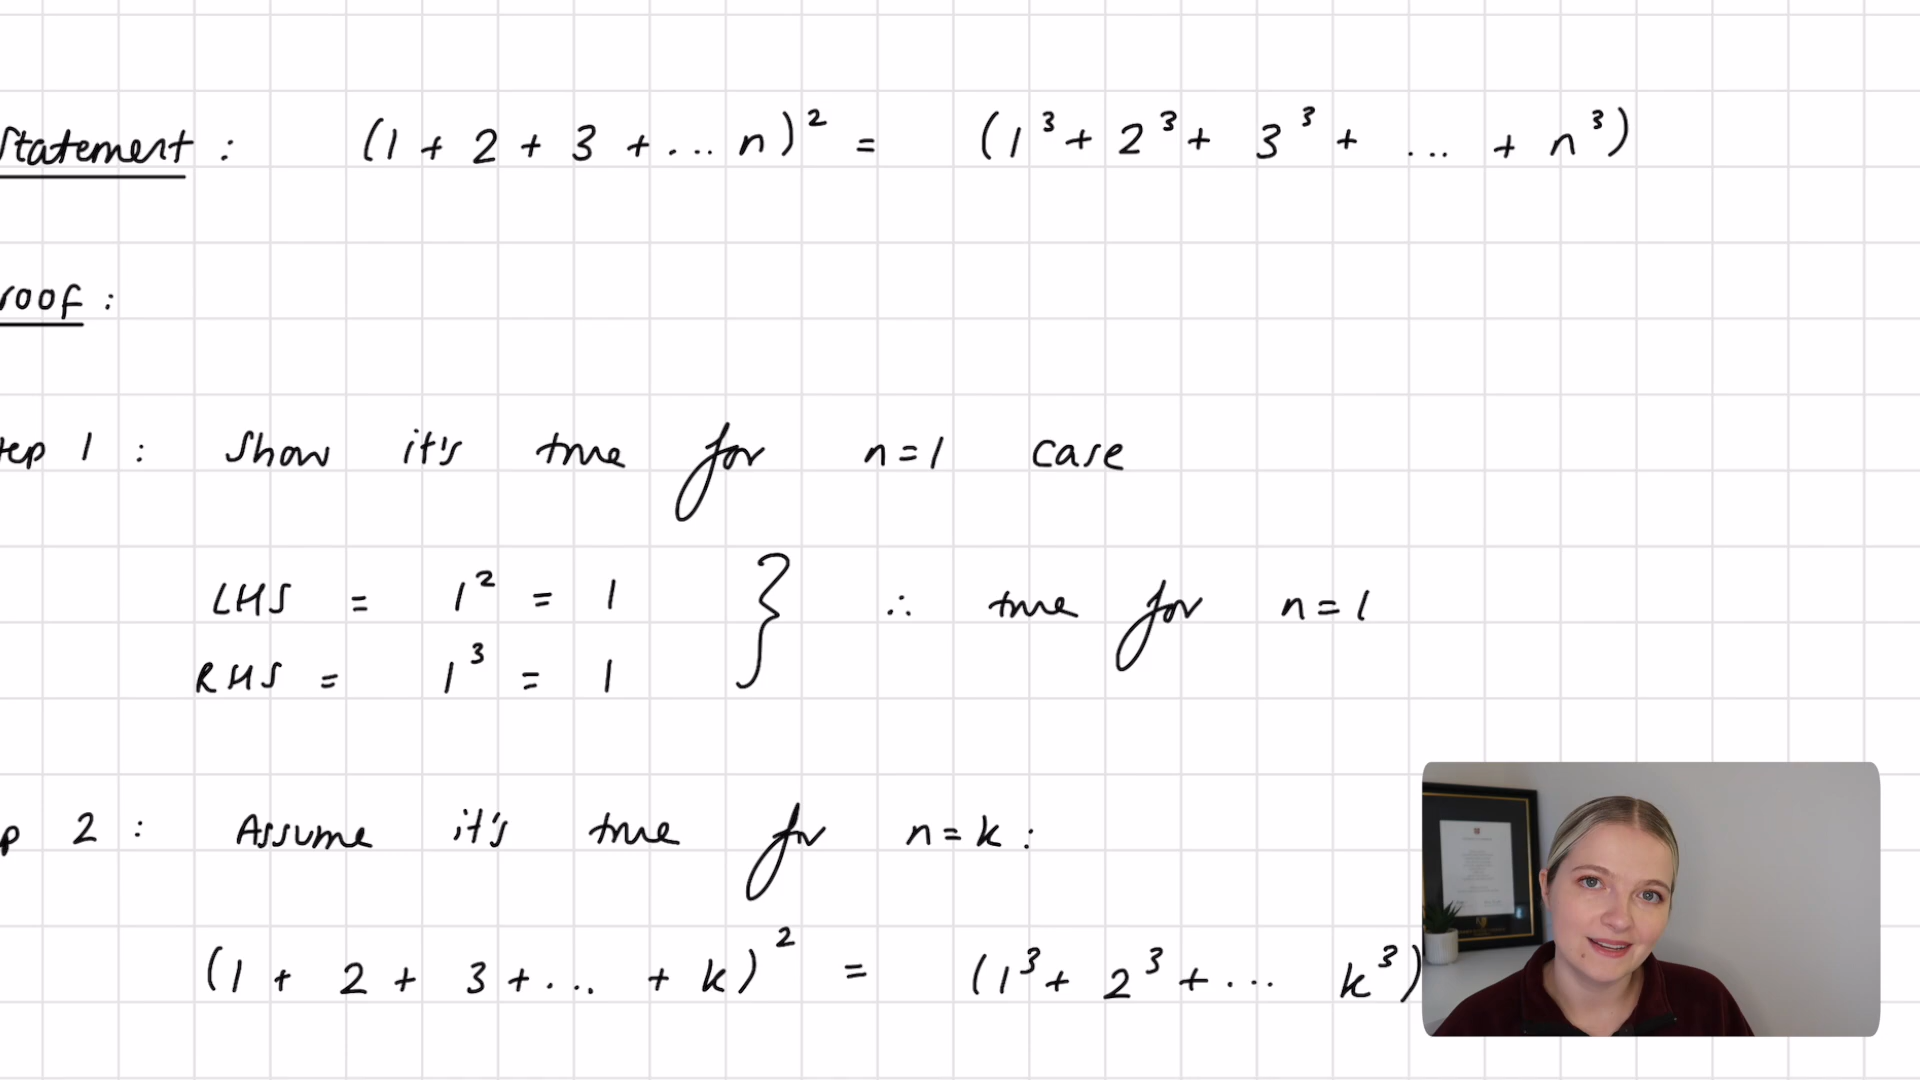 Statement : (1 + 2 + 3 + ... n)² = (1³ + 2³ + 3³ + ... + n³)
roof :
tep 1 : Show it's true for n=1 case
LHS = 1² = 1
∴ true for n=1
RHS = 1³ = 1
p 2 : Assume it's true for n=k :
(1 + 2 + 3 + ... + k)² = (1³ + 2³ + ... k³)